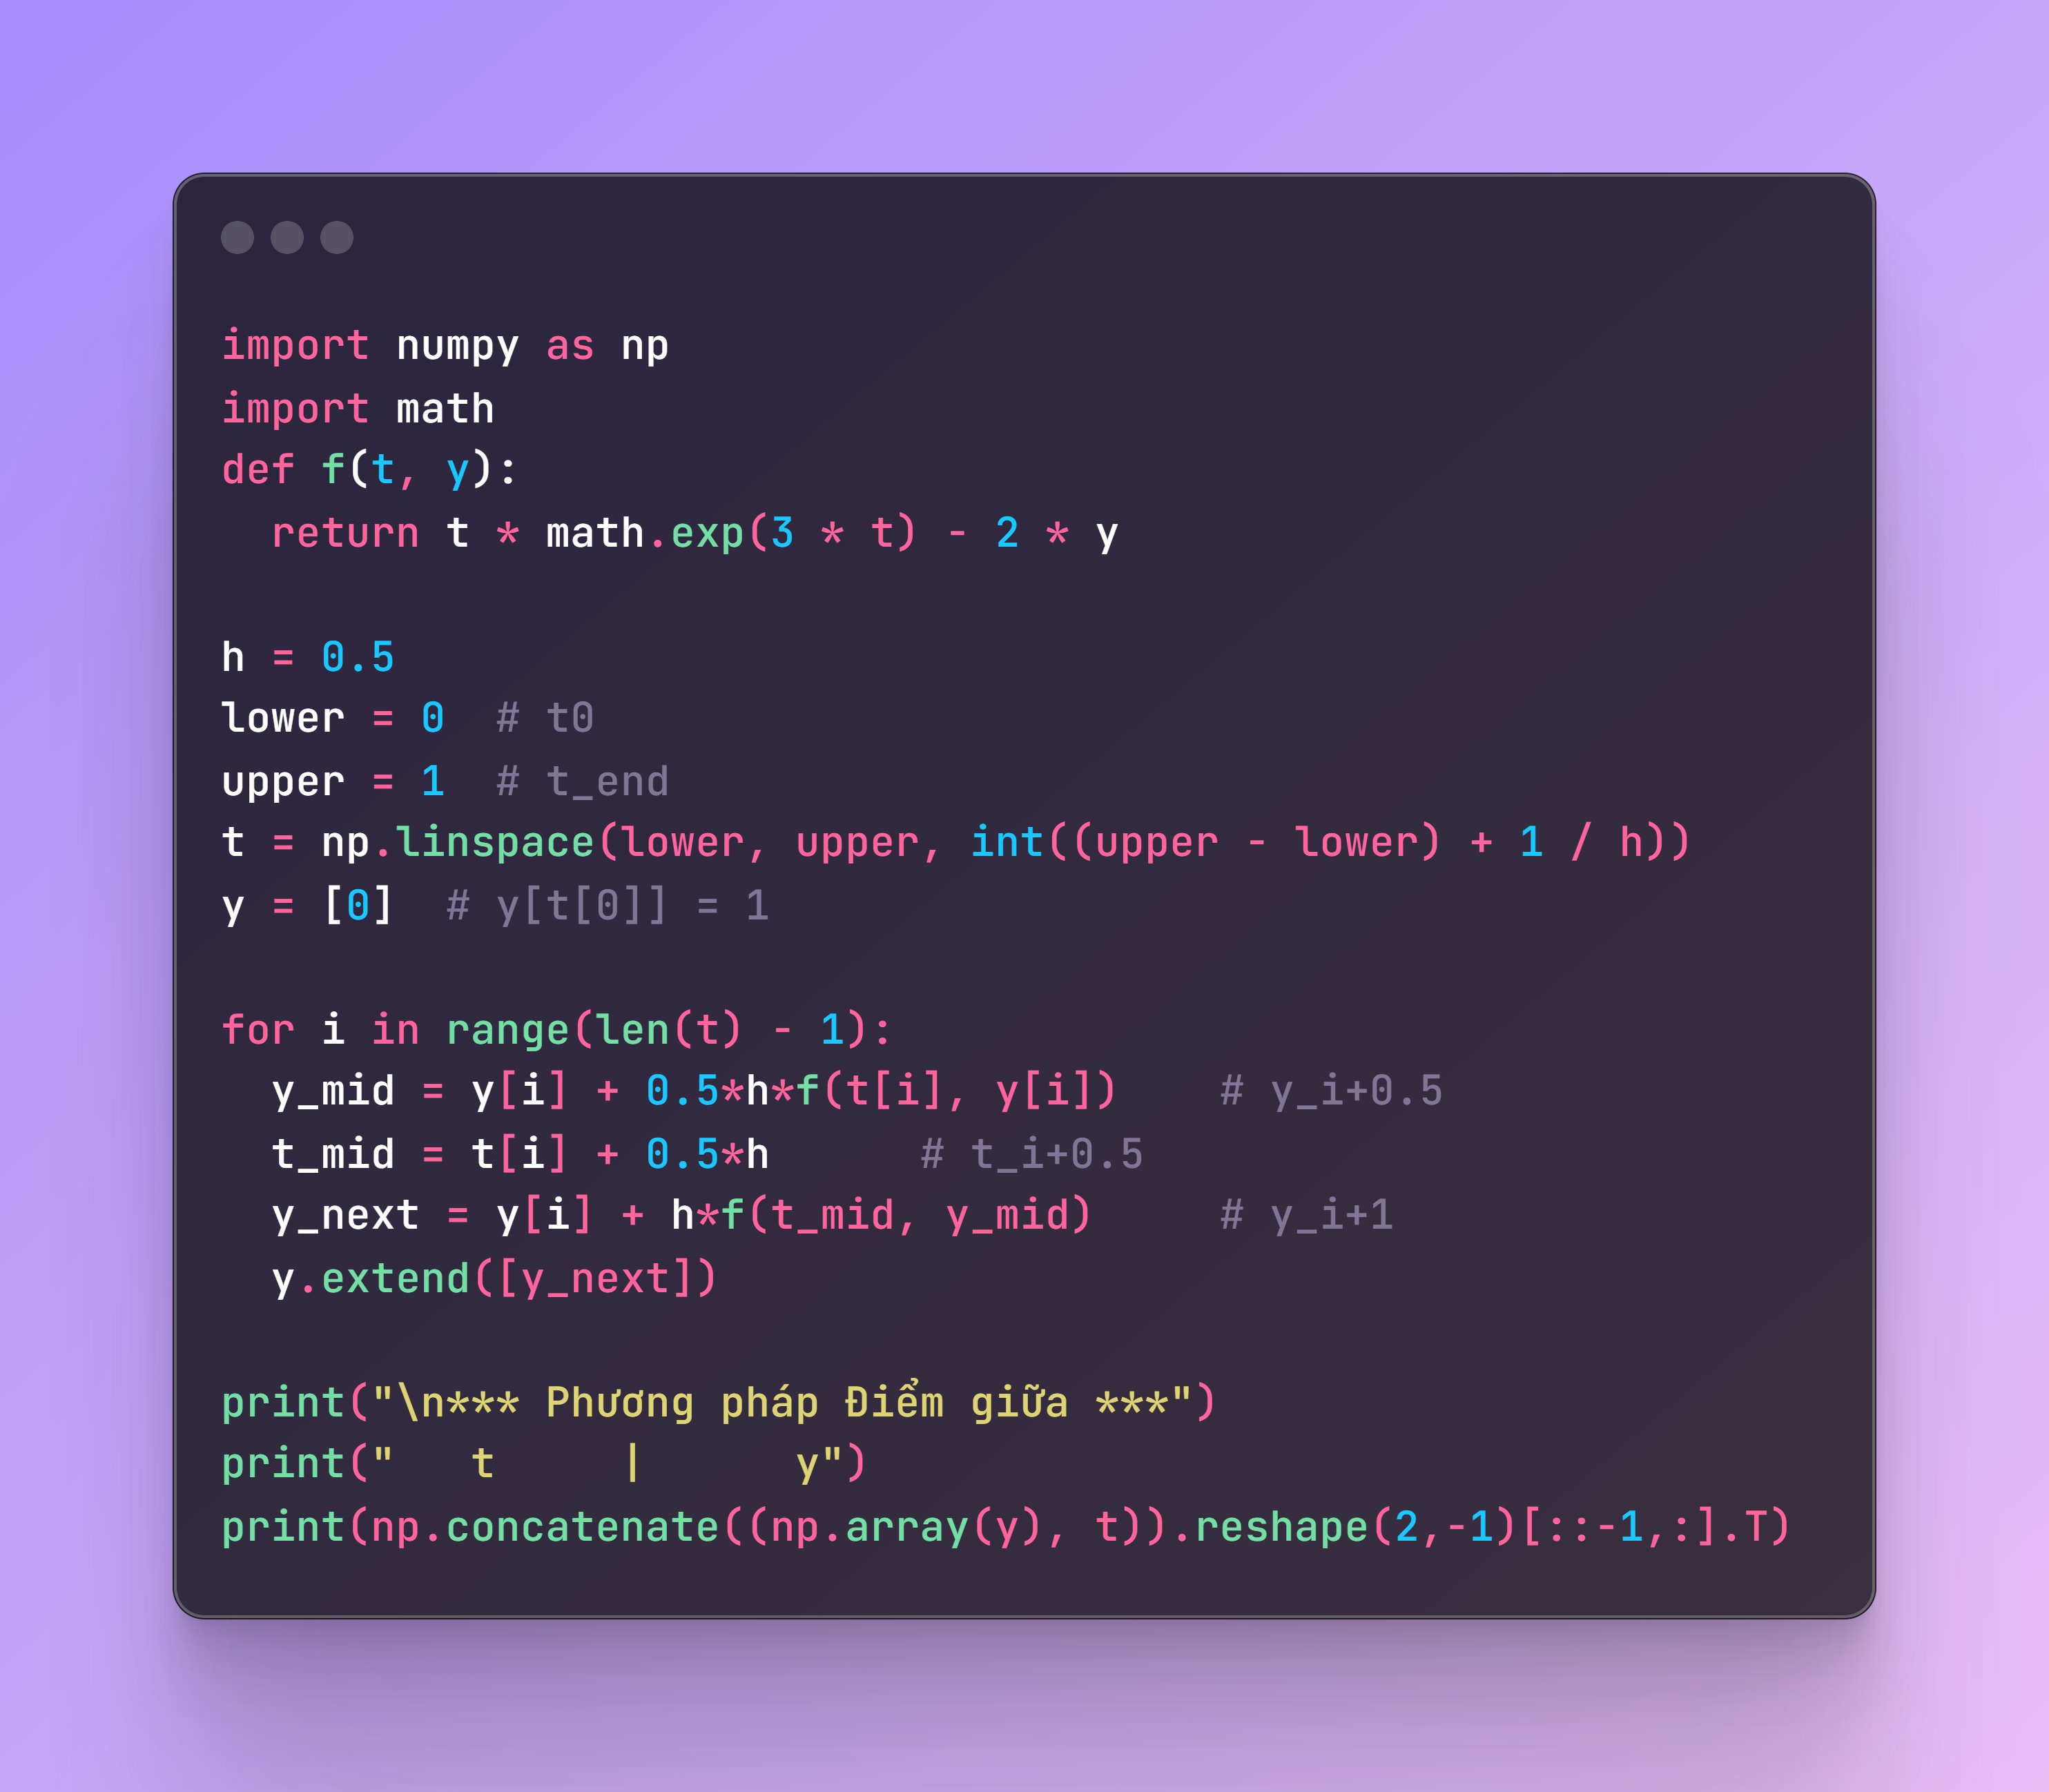 import numpy as np
import math
def f(t, y):
  return t * math.exp(3 * t) - 2 * y

h = 0.5
lower = 0  # t0
upper = 1  # t_end
t = np.linspace(lower, upper, int((upper - lower) + 1 / h))
y = [0]  # y[t[0]] = 1

for i in range(len(t) - 1):
  y_mid = y[i] + 0.5*h*f(t[i], y[i])    # y_i+0.5
  t_mid = t[i] + 0.5*h      # t_i+0.5
  y_next = y[i] + h*f(t_mid, y_mid)     # y_i+1
  y.extend([y_next])

print("\n*** Phương pháp Điểm giữa ***")
print("   t     |      y")
print(np.concatenate((np.array(y), t)).reshape(2,-1)[::-1,:].T)